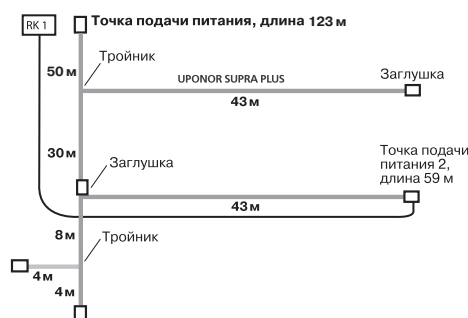 RK 1
Точка подачи питания, длина 123 м
Тройник
50 м
UPONOR SUPRA PLUS
Заглушка
43 м
30 м
Заглушка
Точка подачи
питания 2,
длина 59 м
43 м
8 м
Тройник
4 м
4 м